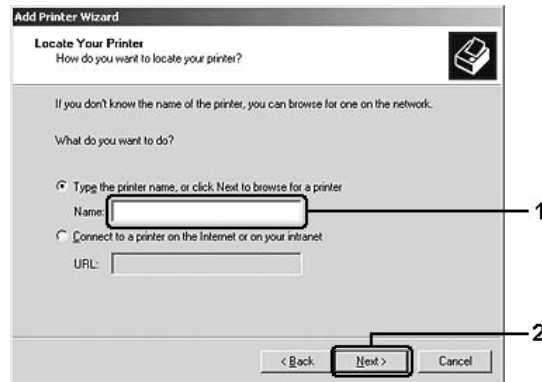 Add Printer Wizard
Locate Your Printer
How do you want to locate your printer?
If you don't know the name of the printer, you can browse for one on the network.
What do you want to do?
Type the printer name, or click Next to browse for a printer
Name:
1
Connect to a printer on the Internet or on your intranet
URL:
2
< Back
Next >
Cancel